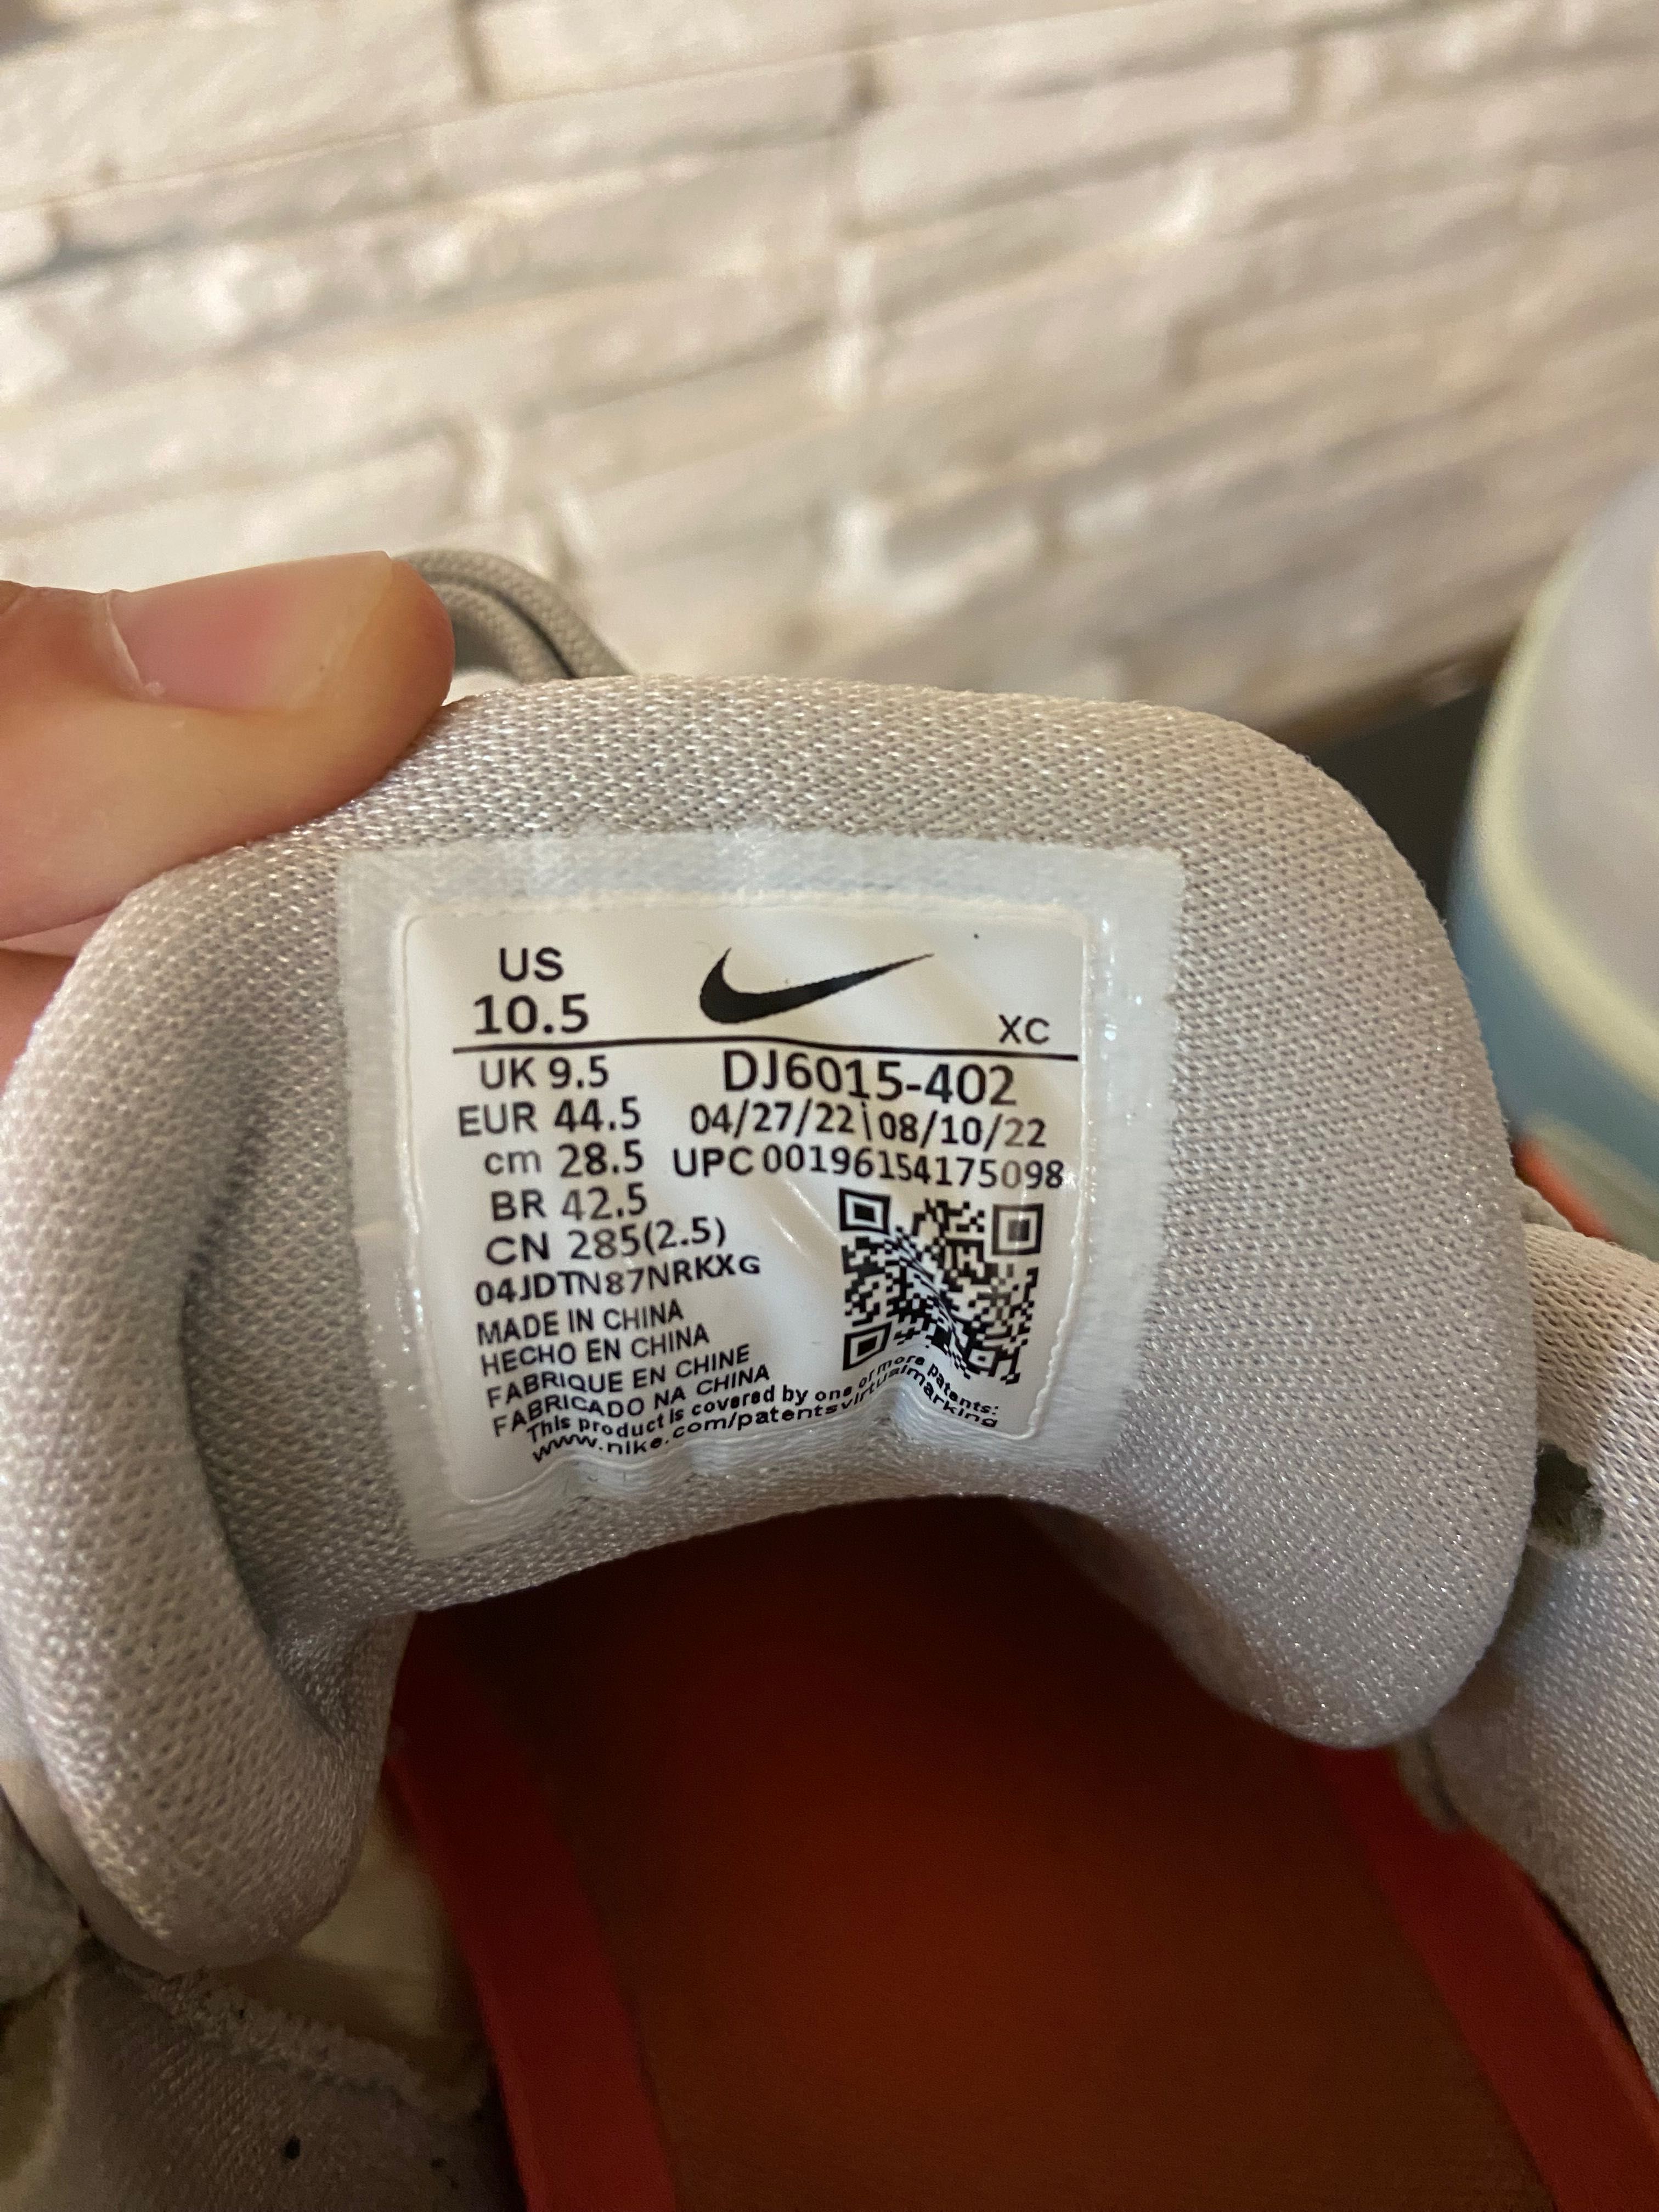 US
10.5
XC
UK 9.5
EUR 44.5
cm 28.5
BR 42.5
CN 285(2.5)
04JDTN87NRKXG
MADE IN CHINA
HECHO EN CHINA
FABRIQUE EN CHINE
FABRICADO NA CHINA
DJ6015-402
04/27/22\08/10/22
UPC 00196154175098
This product is covered by one or more patents:
www.nike.com/patentsvirtualmarking